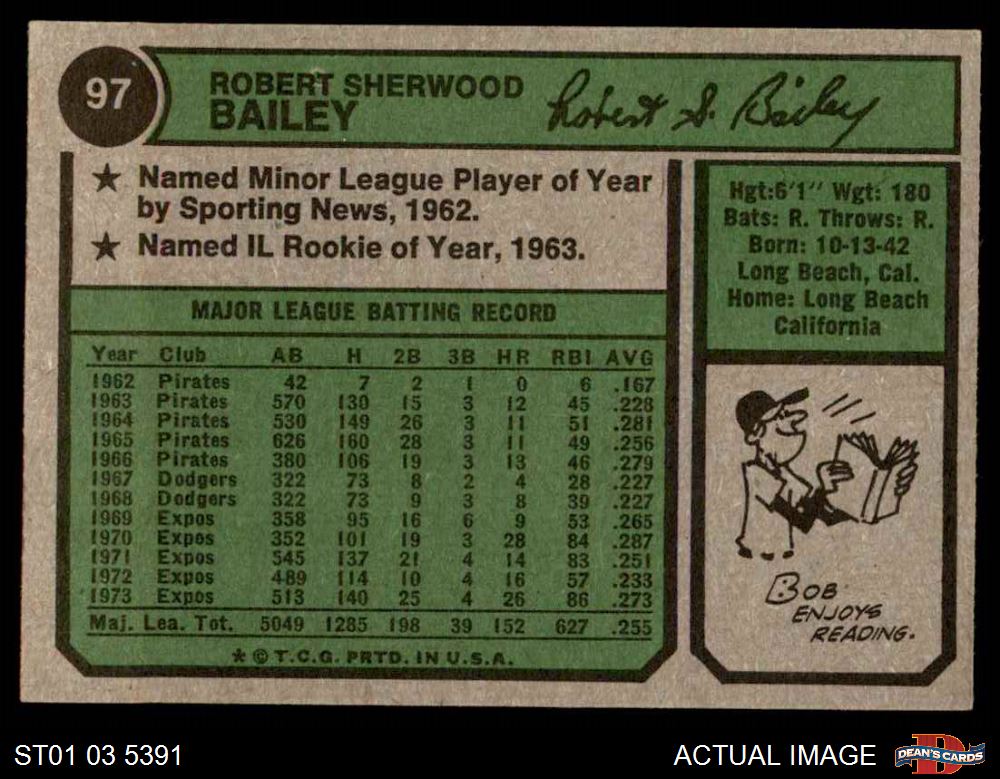 97
ROBERT SHERWOOD
BAILEY
Robert S. Bailey
★ Named Minor League Player of Year
by Sporting News, 1962.
★ Named IL Rookie of Year, 1963.
Hgt:6'1" Wgt: 180
Bats: R. Throws: R.
Born: 10-13-42
Long Beach, Cal.
Home: Long Beach
California
MAJOR LEAGUE BATTING RECORD
Year Club AB H 2B 3B HR RBI AVG
1962 Pirates 42 7 2 1 0 6 .167
1963 Pirates 570 130 15 3 12 45 .228
1964 Pirates 530 149 26 3 11 51 .281
1965 Pirates 626 160 28 3 11 49 .256
1966 Pirates 380 106 19 3 13 46 .279
1967 Dodgers 322 73 8 2 4 28 .227
1968 Dodgers 322 73 9 3 8 39 .227
1969 Expos 358 95 16 6 9 53 .265
1970 Expos 352 101 19 3 28 84 .287
1971 Expos 545 137 21 4 14 83 .251
1972 Expos 489 114 10 4 16 57 .233
1973 Expos 513 140 25 4 26 86 .273
Maj. Lea. Tot. 5049 1285 198 39 152 627 .255
* © T.C.G. PRTD. IN U.S.A.
BOB
ENJOYS
READING.
ST01 03 5391
ACTUAL IMAGE
D
DEAN'S CARDS